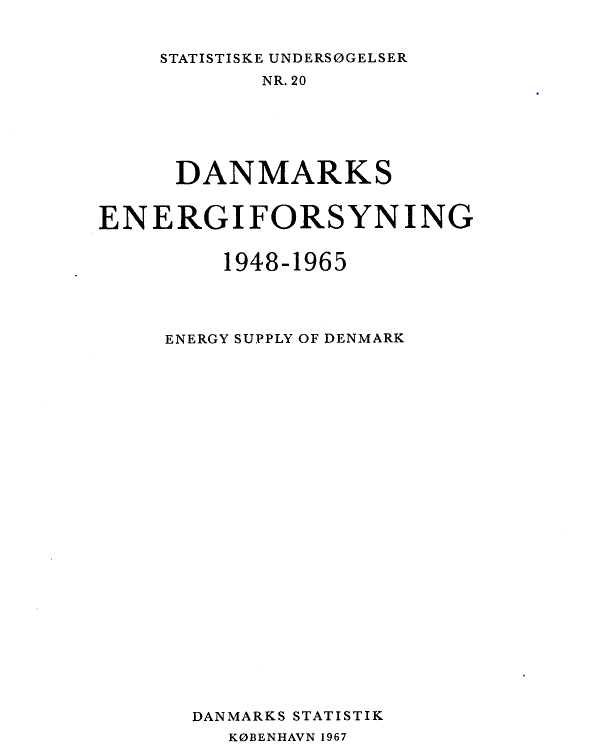 STATISTISKE UNDERSØGELSER
NR. 20
DANMARKS
ENERGIFORSYNING
1948-1965
ENERGY SUPPLY OF DENMARK
DANMARKS STATISTIK
KØBENHAVN 1967